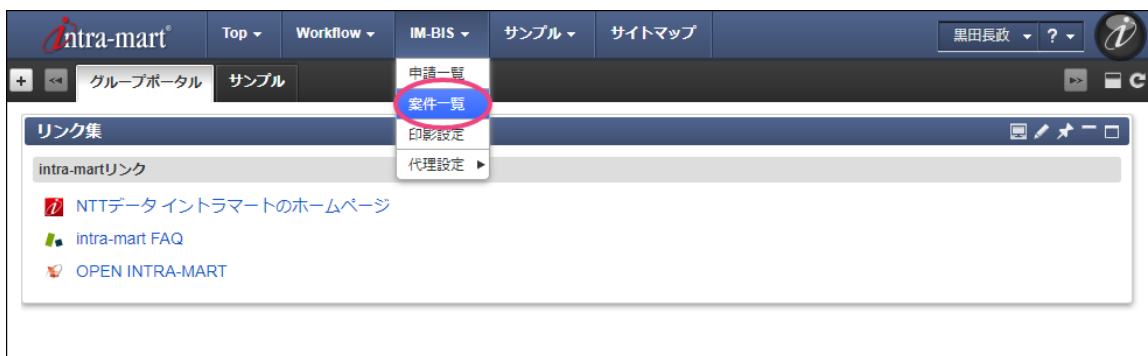 intra-mart® Top Workflow IM-BIS サンプル サイトマップ 黒田長政 ?
グループポータル サンプル
申請一覧
案件一覧
印影設定
代理設定
リンク集
intra-martリンク
NTTデータ イントラマートのホームページ
intra-mart FAQ
OPEN INTRA-MART